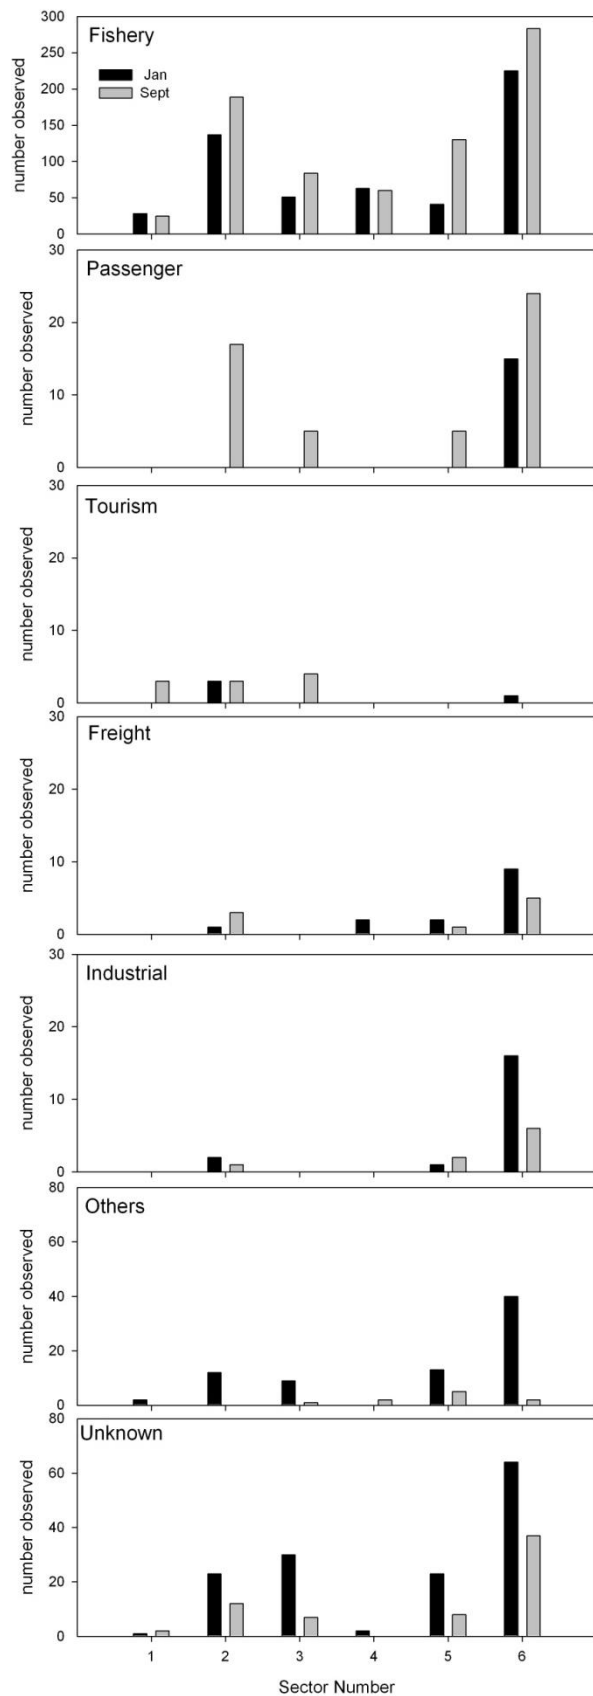 Fishery
Jan
Sept
number observed
300
250
200
150
100
50
0
Passenger
number observed
30
20
10
0
Tourism
number observed
30
20
10
0
Freight
number observed
30
20
10
0
Industrial
number observed
30
20
10
0
Others
number observed
80
60
40
20
0
Unknown
number observed
80
60
40
20
0
1 2 3 4 5 6
Sector Number